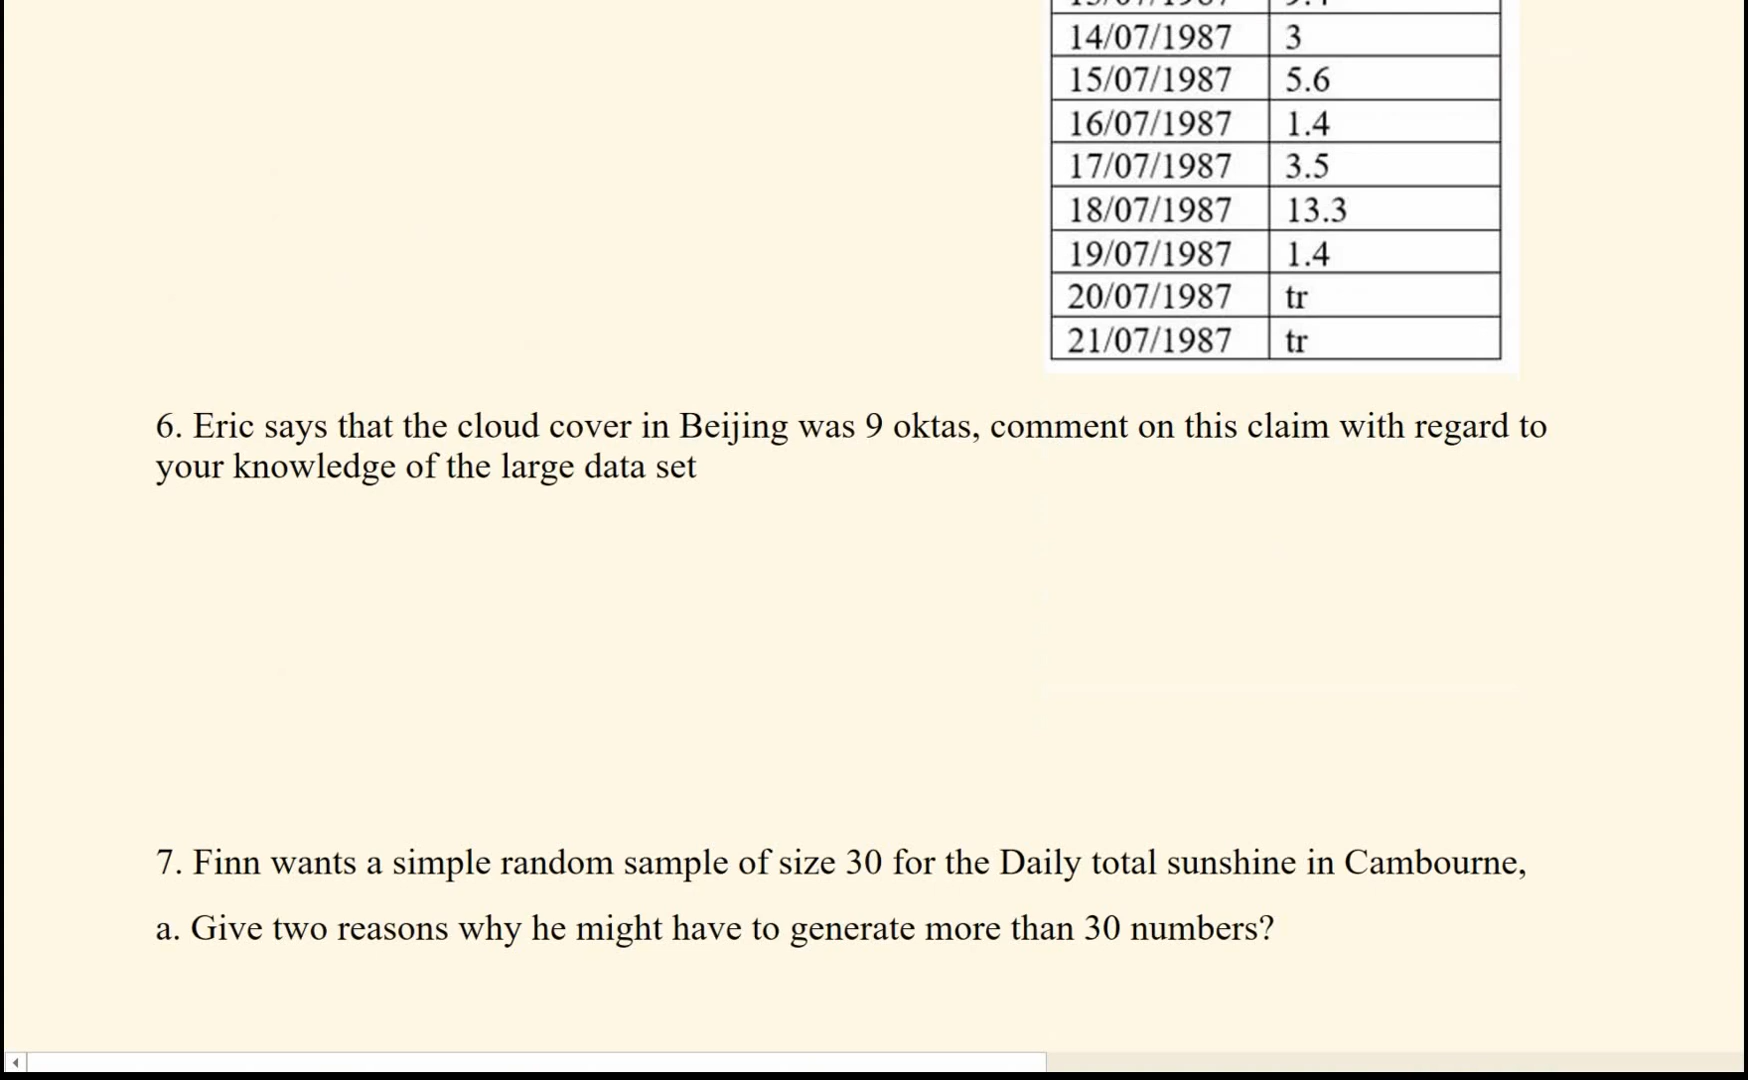 14/07/1987 3
15/07/1987 5.6
16/07/1987 1.4
17/07/1987 3.5
18/07/1987 13.3
19/07/1987 1.4
20/07/1987 tr
21/07/1987 tr
6. Eric says that the cloud cover in Beijing was 9 oktas, comment on this claim with regard to
your knowledge of the large data set
7. Finn wants a simple random sample of size 30 for the Daily total sunshine in Cambourne,
a. Give two reasons why he might have to generate more than 30 numbers?